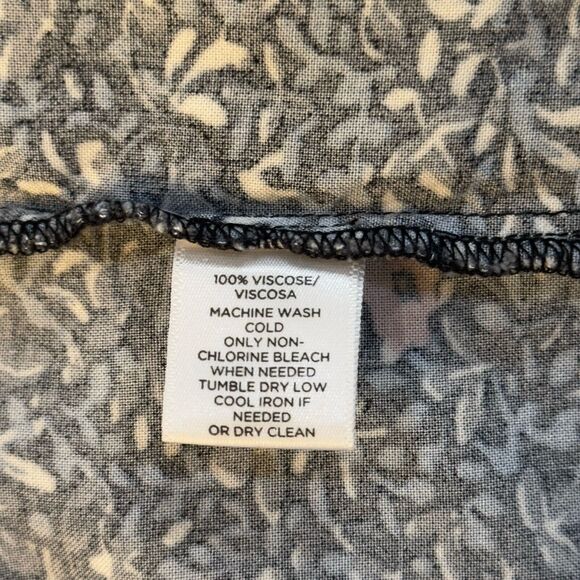 100% VISCOSE/
VISCOSA
MACHINE WASH
COLD
ONLY NON-
CHLORINE BLEACH
WHEN NEEDED
TUMBLE DRY LOW
COOL IRON IF
NEEDED
OR DRY CLEAN